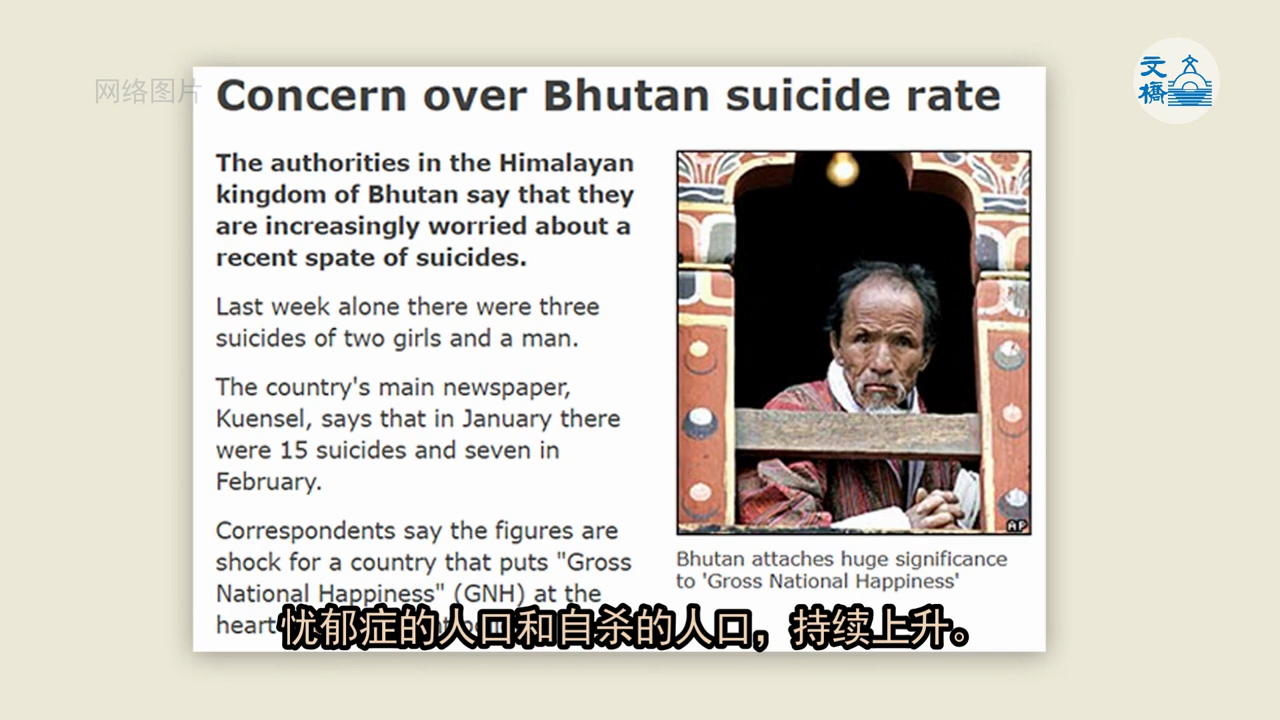 网络图片
文
橋
Concern over Bhutan suicide rate
The authorities in the Himalayan
kingdom of Bhutan say that they
are increasingly worried about a
recent spate of suicides.
Last week alone there were three
suicides of two girls and a man.
The country's main newspaper,
Kuensel, says that in January there
were 15 suicides and seven in
February.
Correspondents say the figures are
shock for a country that puts "Gross
National Happiness" (GNH) at the
heart
AP
Bhutan attaches huge significance
to 'Gross National Happiness'
忧郁症的人口和自杀的人口，持续上升。